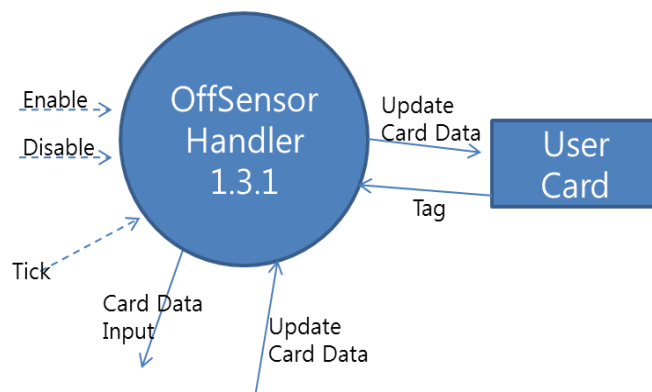 Enable
Disable
Tick
OffSensor
Handler
1.3.1
Update
Card Data
Tag
User
Card
Card Data
Input
Update
Card Data